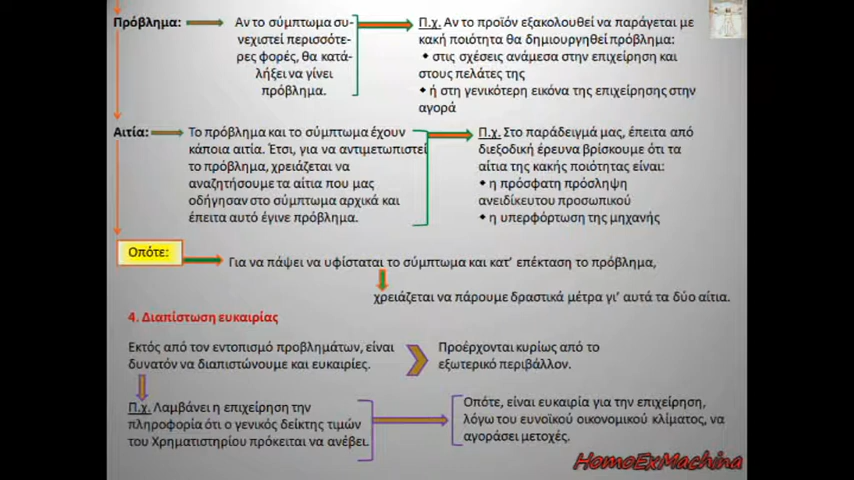 Πρόβλημα:
Αν το σύμπτωμα συ-
νεχιστεί περισσότε-
ρες φορές, θα κατά-
λήξει να γίνει
πρόβλημα.
Π.χ. Αν το προϊόν εξακολουθεί να παράγεται με
κακή ποιότητα θα δημιουργηθεί πρόβλημα:
◆ στις σχέσεις ανάμεσα στην επιχείρηση και
στους πελάτες της
◆ ή στη γενικότερη εικόνα της επιχείρησης στην
αγορά
Αιτία:
Το πρόβλημα και το σύμπτωμα έχουν
κάποια αιτία. Έτσι, για να αντιμετωπιστεί
το πρόβλημα, χρειάζεται να
αναζητήσουμε τα αίτια που μας
οδήγησαν στο σύμπτωμα αρχικά και
έπειτα αυτό έγινε πρόβλημα.
Π.χ. Στο παράδειγμά μας, έπειτα από
διεξοδική έρευνα βρίσκουμε ότι τα
αίτια της κακής ποιότητας είναι:
◆ η πρόσφατη πρόσληψη
ανειδίκευτου προσωπικού
◆ η υπερφόρτωση της μηχανής
Οπότε:
Για να πάψει να υφίσταται το σύμπτωμα και κατ’ επέκταση το πρόβλημα,
χρειάζεται να πάρουμε δραστικά μέτρα γι’ αυτά τα δύο αίτια.
4. Διαπίστωση ευκαιρίας
Εκτός από τον εντοπισμό προβλημάτων, είναι
δυνατόν να διαπιστώνουμε και ευκαιρίες.
Προέρχονται κυρίως από το
εξωτερικό περιβάλλον.
Π.χ. Λαμβάνει η επιχείρηση την
πληροφορία ότι ο γενικός δείκτης τιμών
του Χρηματιστηρίου πρόκειται να ανέβει.
Οπότε, είναι ευκαιρία για την επιχείρηση,
λόγω του ευνοϊκού οικονομικού κλίματος, να
αγοράσει μετοχές.
HomoExMachina